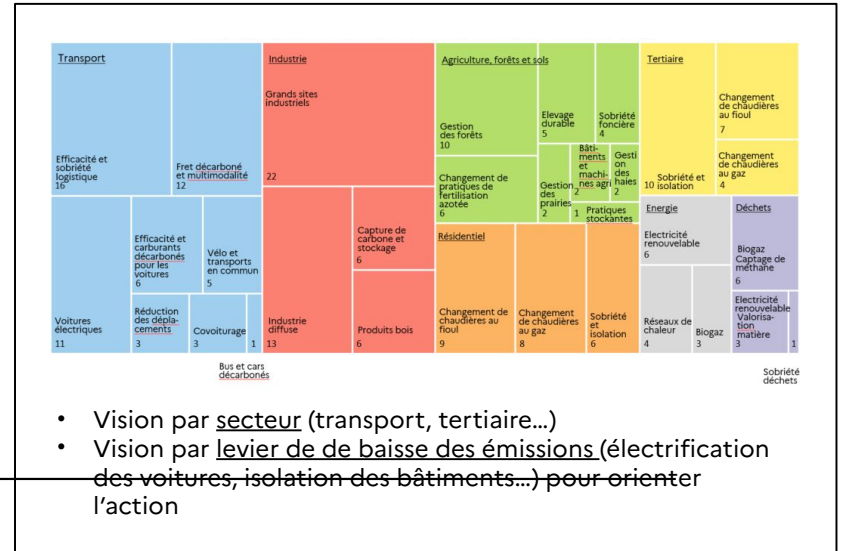 Transport
Efficacité et
sobriété
logistique
16
Fret décarboné
et multimodalité
12
Voitures
électriques
11
Efficacité et
carburants
décarbonés
pour les
voitures
6
Vélo et
transports
en commun
5
Réduction
des dépla-
cements
3
Covoiturage
3
1
Bus et cars
décarbonés
Industrie
Grands sites
industriels
22
Industrie
diffuse
13
Capture de
carbone et
stockage
6
Produits bois
6
Agriculture, forêts et sols
Gestion
des forêts
10
Elevage
durable
5
Sobriété
foncière
4
Changement de
pratiques de
fertilisation
azotée
6
Gestion
des
prairies
2
Bâti-
ments
et
machi-
nes agri
2
Gesti
on
des
haies
2
1 Pratiques
stockantes
Résidentiel
Changement de
chaudières au
fioul
9
Changement
de chaudières
au gaz
8
Sobriété
et
isolation
6
Tertiaire
Sobriété et
10 isolation
Changement
de chaudières
au fioul
7
Changement
de chaudières
au gaz
4
Energie
Electricité
renouvelable
6
Réseaux de
chaleur
4
Biogaz
3
Déchets
Biogaz
Captage de
méthane
6
Electricité
renouvelable
Valorisa-
tion
matière
3
1
Sobriété
déchets
• Vision par secteur (transport, tertiaire…)
• Vision par levier de de baisse des émissions (électrification
des voitures, isolation des bâtiments…) pour orienter
l’action